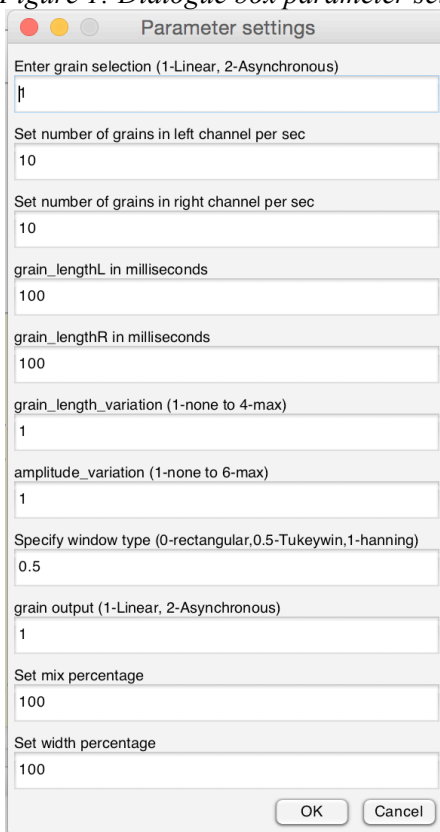 Figure 1: Dialogue box parameter se
Parameter settings
Enter grain selection (1-Linear, 2-Asynchronous)
1
Set number of grains in left channel per sec
10
Set number of grains in right channel per sec
10
grain_lengthL in milliseconds
100
grain_lengthR in milliseconds
100
grain_length_variation (1-none to 4-max)
1
amplitude_variation (1-none to 6-max)
1
Specify window type (0-rectangular,0.5-Tukeywin,1-hanning)
0.5
grain output (1-Linear, 2-Asynchronous)
1
Set mix percentage
100
Set width percentage
100
OK Cancel